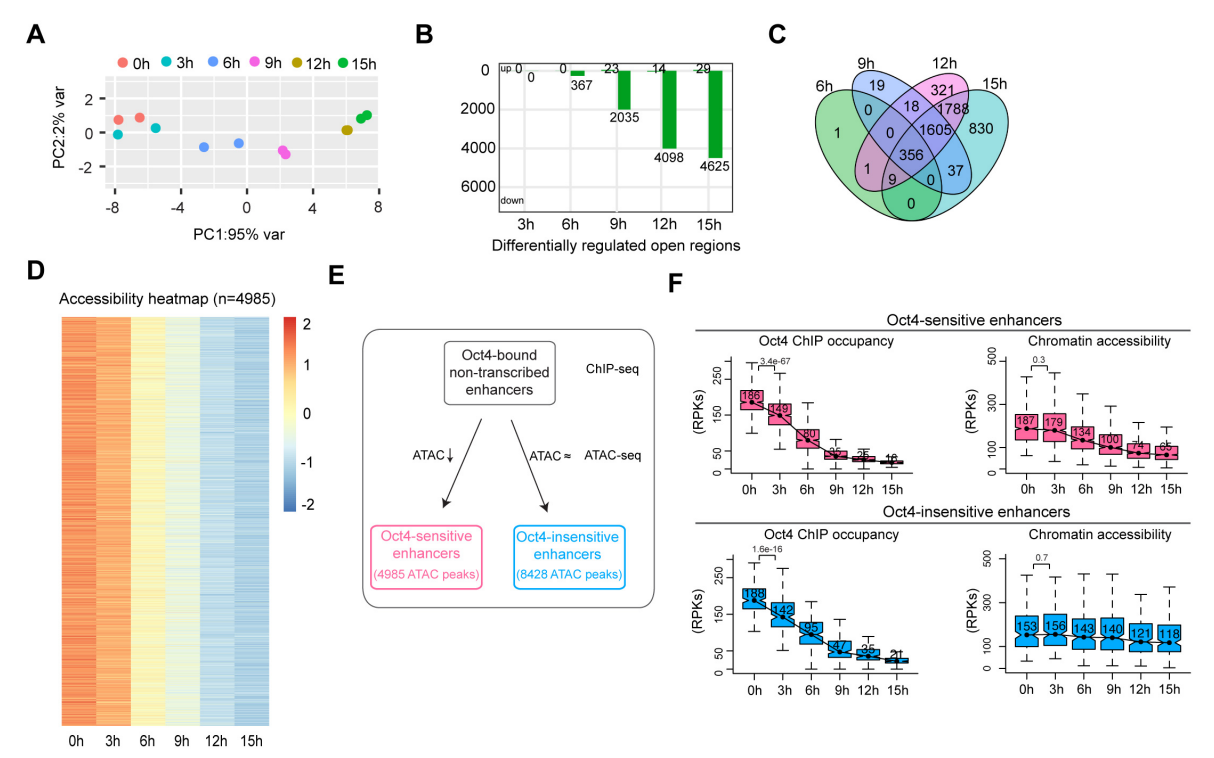 A
0h 3h 6h 9h 12h 15h
PC2:2% var
2
0
-2
-8 -4 0 4 8
PC1:95% var
B
up 0 0 23 14 29
0
0
367
2035
4098
4625
2000
4000
6000
down
3h 6h 9h 12h 15h
Differentially regulated open regions
C
6h 9h 12h 15h
19 321
0 18 1788
1 0 1605 830
356
1 9 0 37
0
D
Accessibility heatmap (n=4985)
2
1
0
-1
-2
0h 3h 6h 9h 12h 15h
E
Oct4-bound
non-transcribed
enhancers
ChIP-seq
ATAC↓ ATAC≈ ATAC-seq
Oct4-sensitive
enhancers
(4985 ATAC peaks)
Oct4-insensitive
enhancers
(8428 ATAC peaks)
F
Oct4-sensitive enhancers
Oct4 ChIP occupancy
(RPKs)
250
150
50
0
3.4e-67
186 149 80 35 25 18
0h 3h 6h 9h 12h 15h
Chromatin accessibility
(RPKs)
500
300
100
0
0.3
187 179 134 100 74 65
0h 3h 6h 9h 12h 15h
Oct4-insensitive enhancers
Oct4 ChIP occupancy
(RPKs)
250
150
50
0
1.6e-16
188 142 95 47 35 21
0h 3h 6h 9h 12h 15h
Chromatin accessibility
(RPKs)
500
300
100
0
0.7
153 156 143 140 121 118
0h 3h 6h 9h 12h 15h